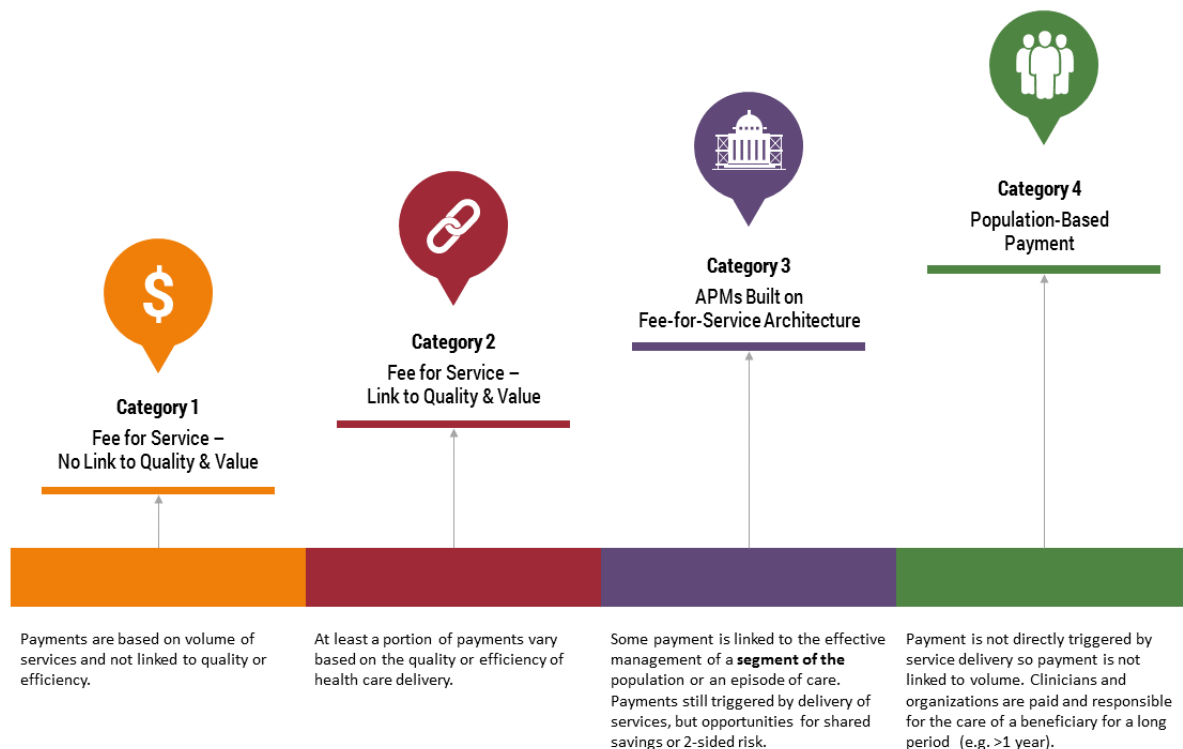 $
Category 1
Fee for Service –
No Link to Quality & Value
Category 2
Fee for Service –
Link to Quality & Value
Category 3
APMs Built on
Fee-for-Service Architecture
Category 4
Population-Based
Payment
Payments are based on volume of
services and not linked to quality or
efficiency.
At least a portion of payments vary
based on the quality or efficiency of
health care delivery.
Some payment is linked to the effective
management of a segment of the
population or an episode of care.
Payments still triggered by delivery of
services, but opportunities for shared
savings or 2-sided risk.
Payment is not directly triggered by
service delivery so payment is not
linked to volume. Clinicians and
organizations are paid and responsible
for the care of a beneficiary for a long
period (e.g. >1 year).